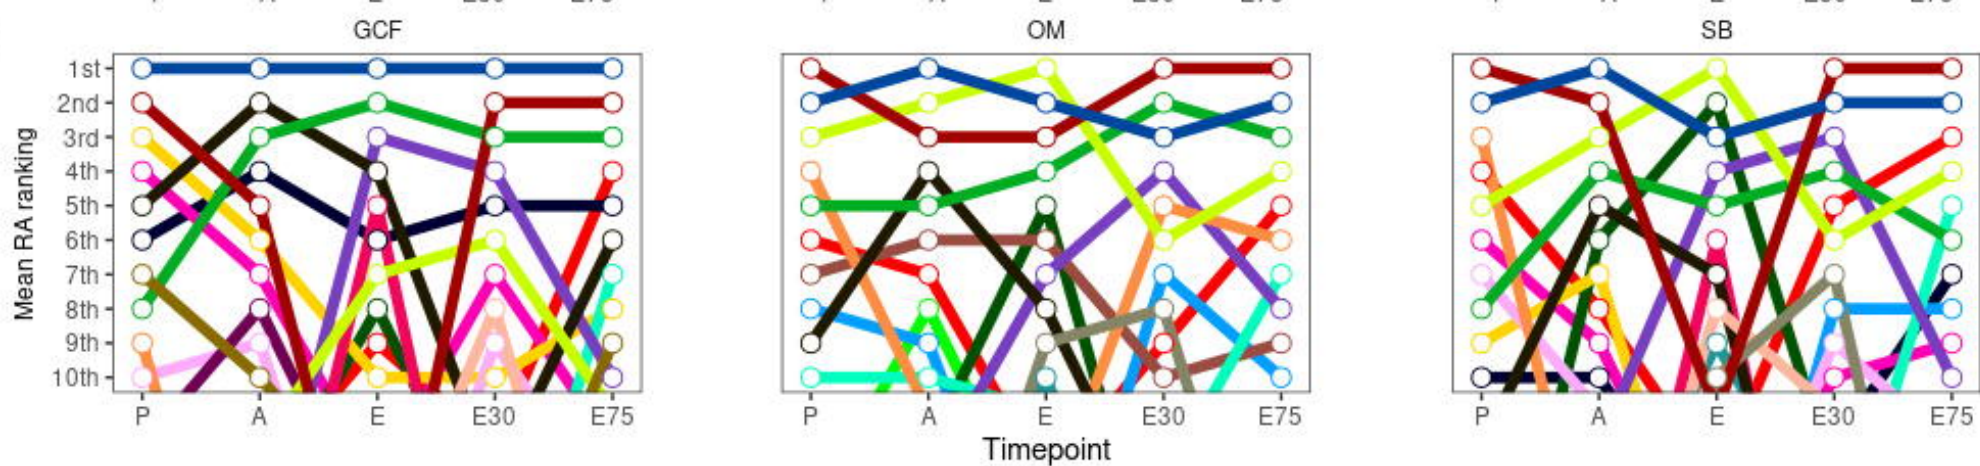 GCF OM SB
Mean RA ranking
1st
2nd
3rd
4th
5th
6th
7th
8th
9th
10th
P A E E30 E75 P A E E30 E75 P A E E30 E75
Timepoint